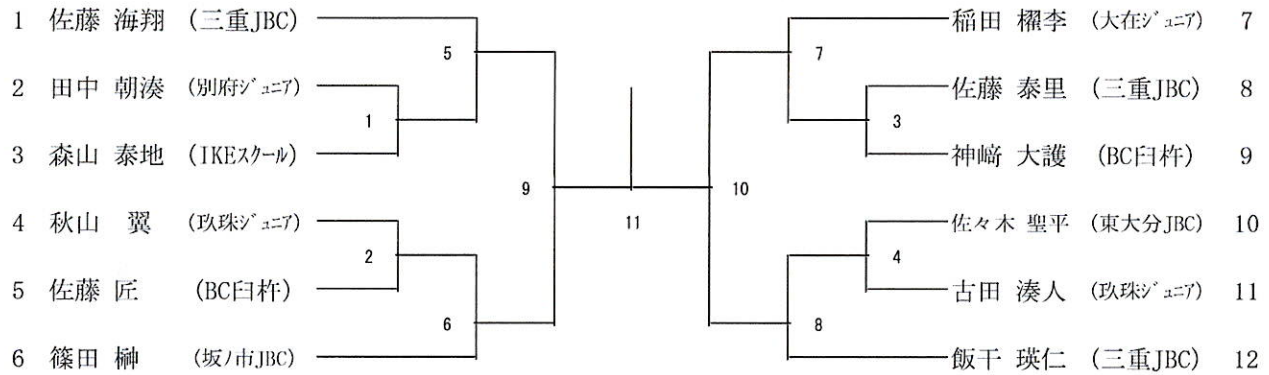 1 佐藤 海翔 (三重JBC)
5
2 田中 朝湊 (別府ｼﾞｭﾆｱ)
1
3 森山 泰地 (IKEスクール)
9
4 秋山 翼 (玖珠ｼﾞｭﾆｱ)
2
5 佐藤 匠 (BC臼杵)
6
6 篠田 榊 (坂ノ市JBC)
11
稲田 櫂李 (大在ｼﾞｭﾆｱ) 7
7
佐藤 泰里 (三重JBC) 8
3
神﨑 大護 (BC臼杵) 9
10
佐々木 聖平 (東大分JBC) 10
4
古田 湊人 (玖珠ｼﾞｭﾆｱ) 11
8
飯干 瑛仁 (三重JBC) 12